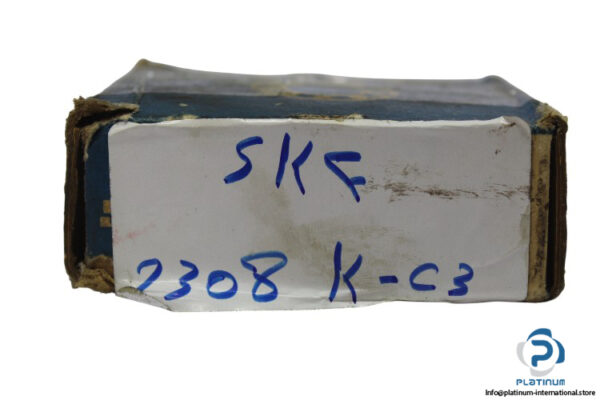 SKF
2308 K-C3
PLATINUM
Info@platinum-international.store